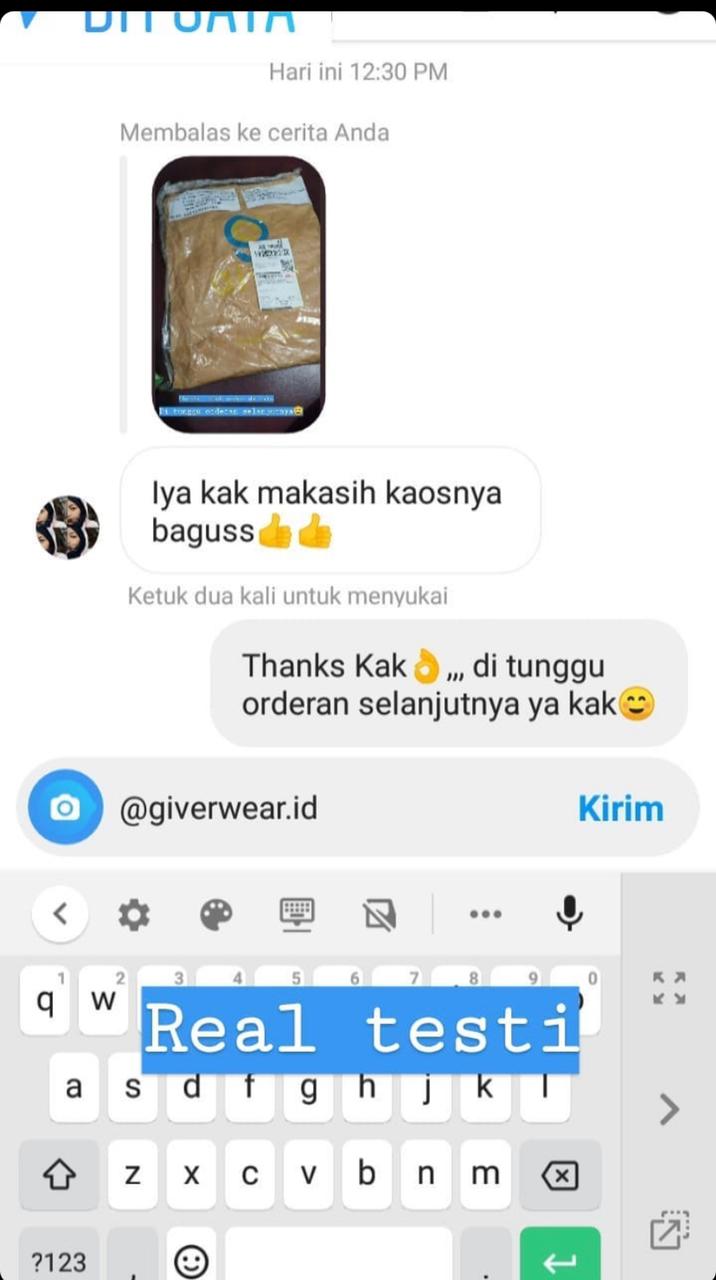 Hari ini 12:30 PM
Membalas ke cerita Anda
Di tunggu orderan selanjutnya😊
Iya kak makasih kaosnya
baguss👍👍
Ketuk dua kali untuk menyukai
Thanks Kak👌,,, di tunggu
orderan selanjutnya ya kak😊
@giverwear.id
Kirim
1 2 3 4 5 6 7 8 9 0
q w
Real testi
a s d f g h j k l
z x c v b n m
?123 , .